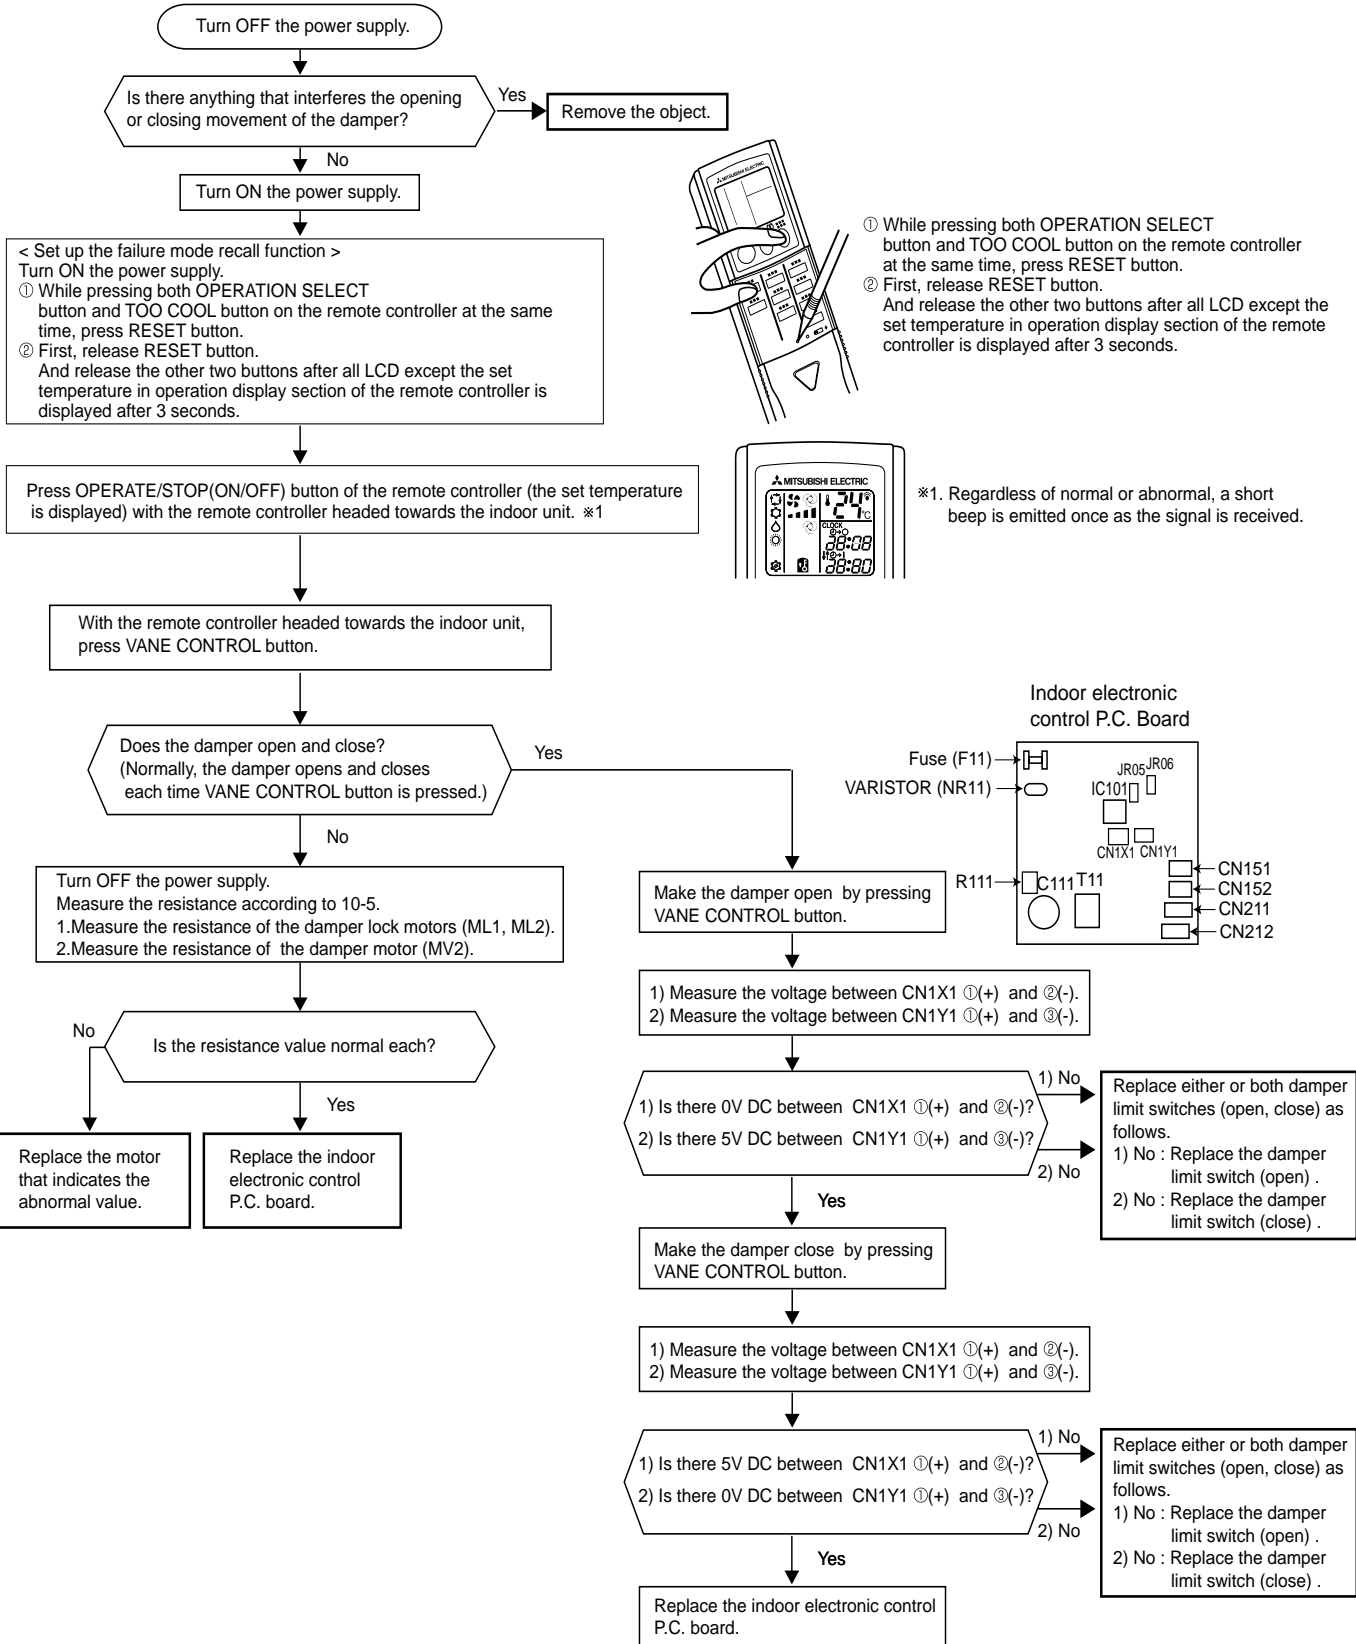 Turn OFF the power supply.
Is there anything that interferes the opening
or closing movement of the damper?
Yes
Remove the object.
No
Turn ON the power supply.
< Set up the failure mode recall function >
Turn ON the power supply.
① While pressing both OPERATION SELECT
button and TOO COOL button on the remote controller at the same
time, press RESET button.
② First, release RESET button.
And release the other two buttons after all LCD except the set
temperature in operation display section of the remote controller is
displayed after 3 seconds.
MITSUBISHI ELECTRIC
① While pressing both OPERATION SELECT
button and TOO COOL button on the remote controller
at the same time, press RESET button.
② First, release RESET button.
And release the other two buttons after all LCD except the
set temperature in operation display section of the remote
controller is displayed after 3 seconds.
Press OPERATE/STOP(ON/OFF) button of the remote controller (the set temperature
is displayed) with the remote controller headed towards the indoor unit. ※1
MITSUBISHI ELECTRIC
24°C
CLOCK
28:08
28:80
※1. Regardless of normal or abnormal, a short
beep is emitted once as the signal is received.
With the remote controller headed towards the indoor unit,
press VANE CONTROL button.
Does the damper open and close?
(Normally, the damper opens and closes
each time VANE CONTROL button is pressed.)
Yes
No
Indoor electronic
control P.C. Board
Fuse (F11)
VARISTOR (NR11)
JR05 JR06
IC101
CN1X1 CN1Y1
R111
C111 T11
CN151
CN152
CN211
CN212
Turn OFF the power supply.
Measure the resistance according to 10-5.
1.Measure the resistance of the damper lock motors (ML1, ML2).
2.Measure the resistance of the damper motor (MV2).
Is the resistance value normal each?
No
Yes
Replace the motor
that indicates the
abnormal value.
Replace the indoor
electronic control
P.C. board.
Make the damper open by pressing
VANE CONTROL button.
1) Measure the voltage between CN1X1 ①(+) and ②(-).
2) Measure the voltage between CN1Y1 ①(+) and ③(-).
1) Is there 0V DC between CN1X1 ①(+) and ②(-)?
2) Is there 5V DC between CN1Y1 ①(+) and ③(-)?
1) No
2) No
Replace either or both damper
limit switches (open, close) as
follows.
1) No : Replace the damper
limit switch (open) .
2) No : Replace the damper
limit switch (close) .
Yes
Make the damper close by pressing
VANE CONTROL button.
1) Measure the voltage between CN1X1 ①(+) and ②(-).
2) Measure the voltage between CN1Y1 ①(+) and ③(-).
1) Is there 5V DC between CN1X1 ①(+) and ②(-)?
2) Is there 0V DC between CN1Y1 ①(+) and ③(-)?
1) No
2) No
Replace either or both damper
limit switches (open, close) as
follows.
1) No : Replace the damper
limit switch (open) .
2) No : Replace the damper
limit switch (close) .
Yes
Replace the indoor electronic control
P.C. board.